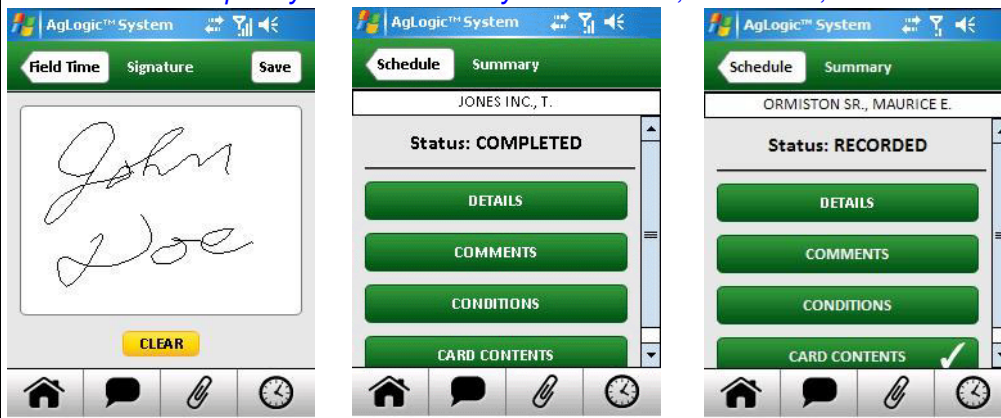 AgLogic™ System
Field Time Signature Save
John
Doe
CLEAR
AgLogic™ System
Schedule Summary
JONES INC., T.
Status: COMPLETED
DETAILS
COMMENTS
CONDITIONS
CARD CONTENTS
AgLogic™ System
Schedule Summary
ORMISTON SR., MAURICE E.
Status: RECORDED
DETAILS
COMMENTS
CONDITIONS
CARD CONTENTS